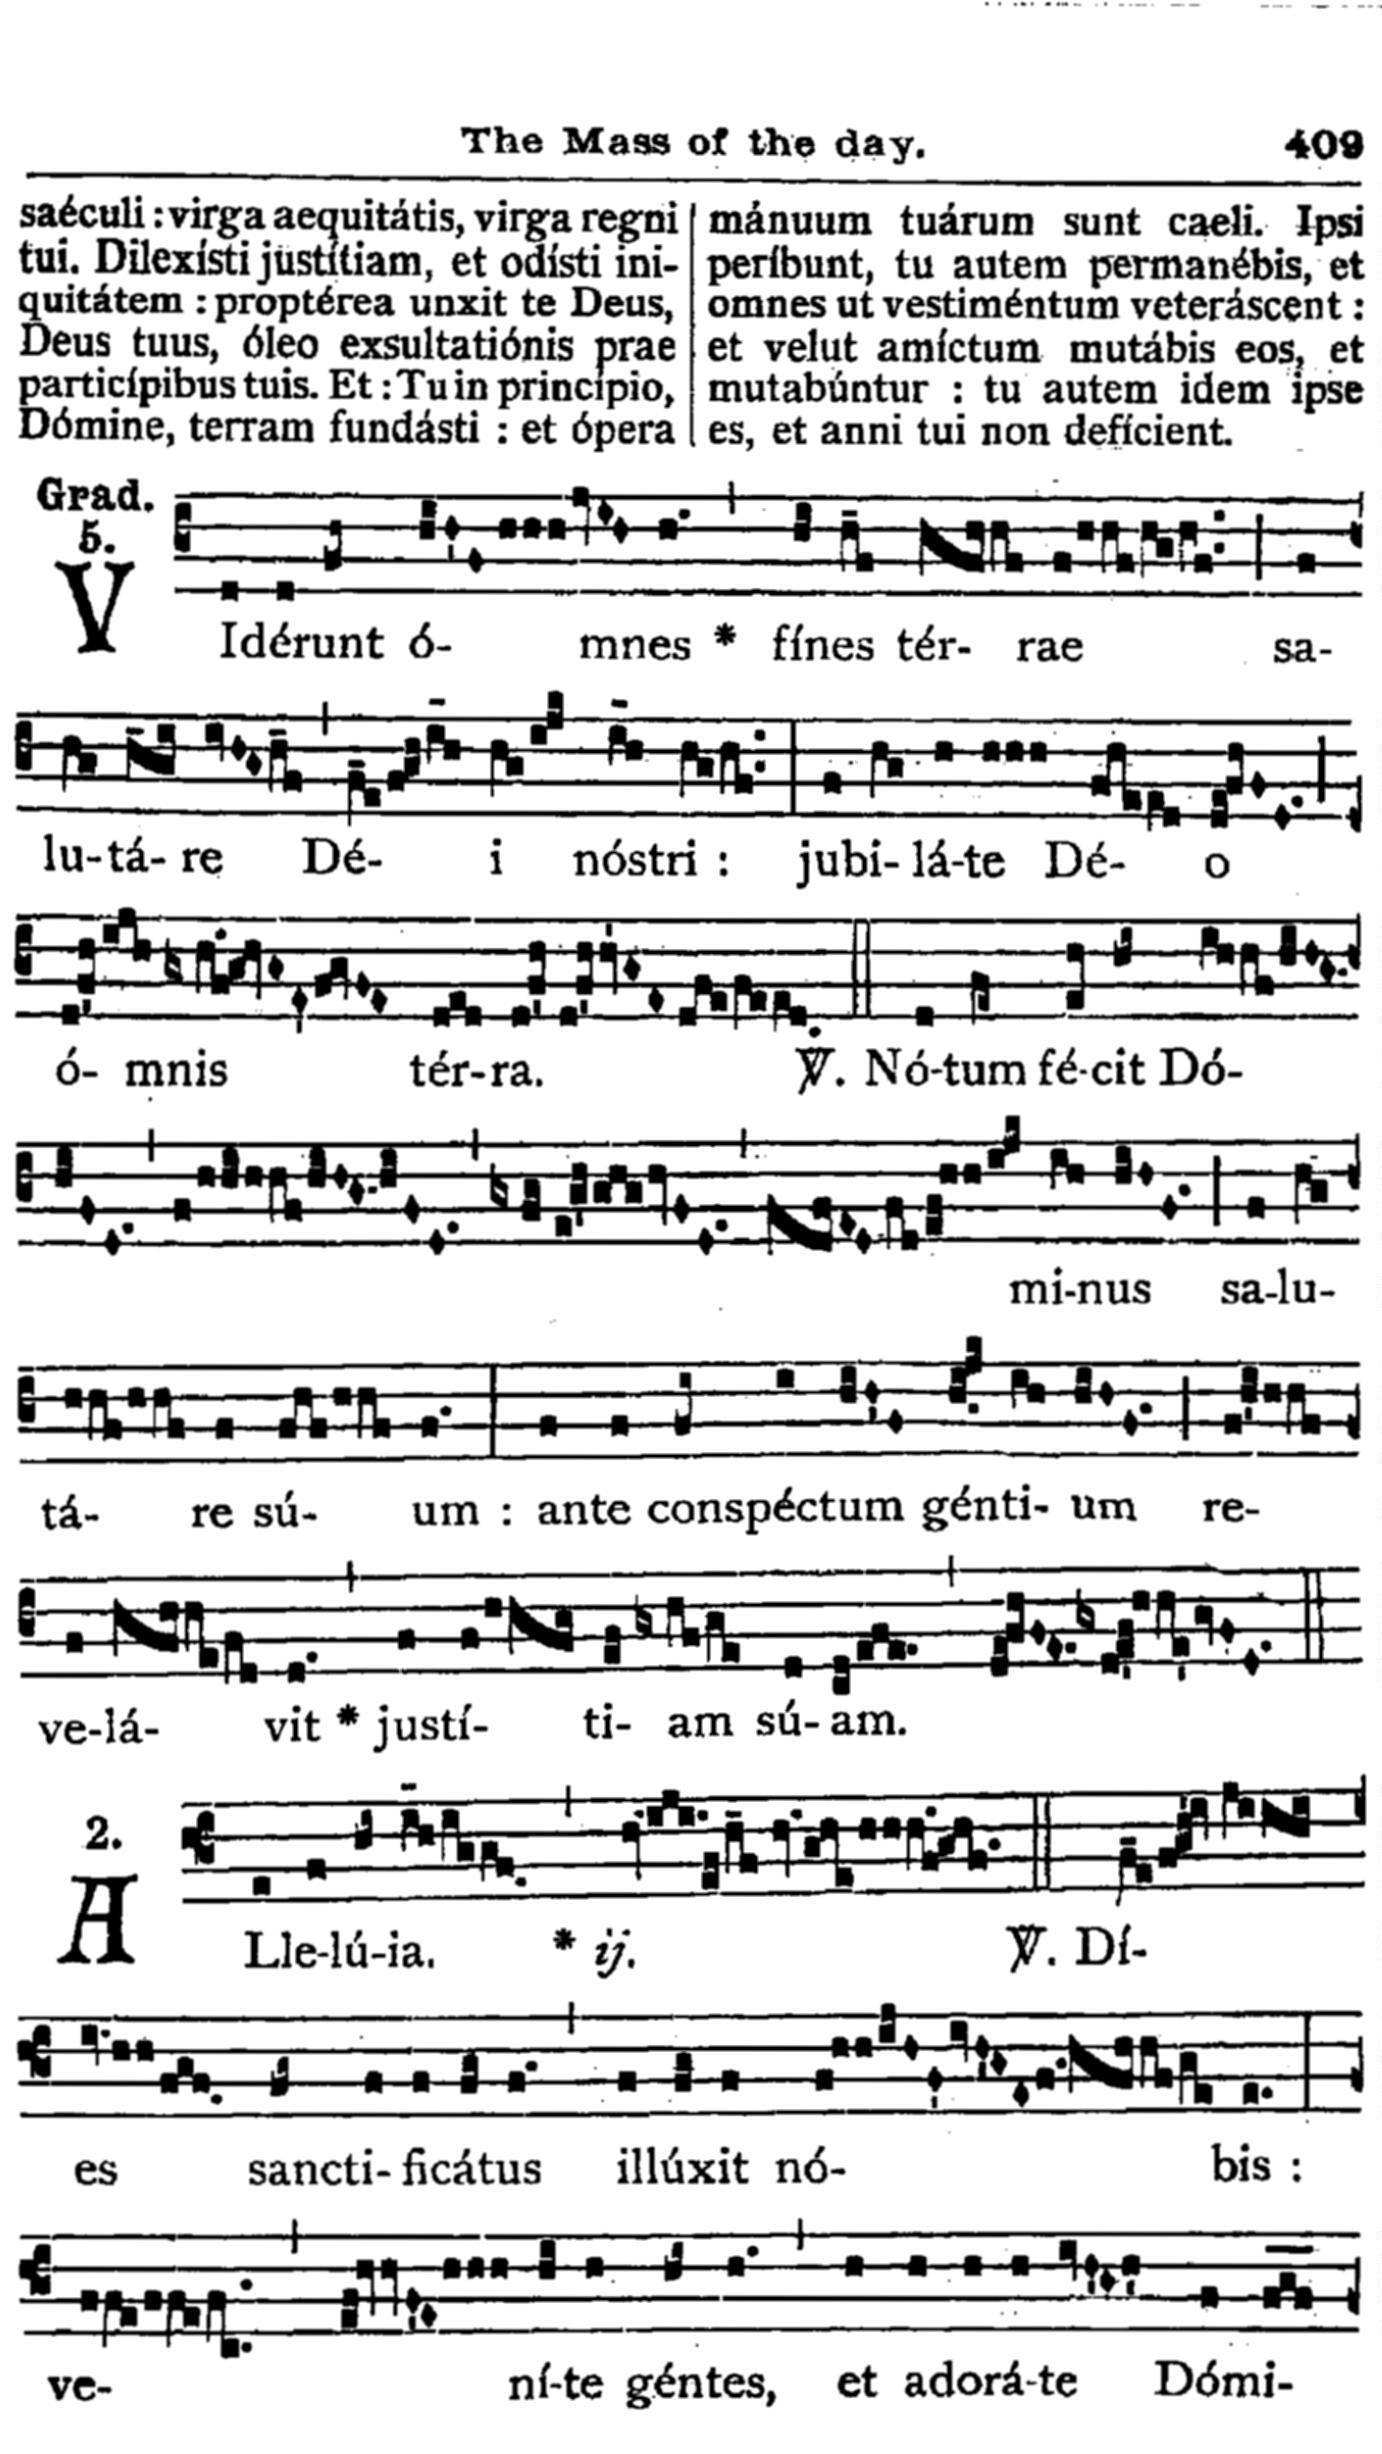 The Mass of the day. 409
saéculi : virga aequitátis, virga regni
tui. Dilexísti justítiam, et odísti ini-
quitátem : proptérea unxit te Deus,
Deus tuus, óleo exsultatiónis prae
particípibus tuis. Et : Tu in princípio,
Dómine, terram fundásti : et ópera
mánuum tuárum sunt caeli. Ipsi
períbunt, tu autem permanébis, et
omnes ut vestiméntum veteráscent :
et velut amíctum mutábis eos, et
mutabúntur : tu autem idem ipse
es, et anni tui non defícient.
Grad.
5.
VIdérunt ó- mnes * fínes tér- rae sa-
lu-tá- re Dé- i nóstri : jubi- lá-te Dé- o
ó- mnis tér-ra. ℣. Nó-tum fé-cit Dó-
mi-nus sa-lu-
tá- re sú- um : ante conspéctum génti- um re-
ve-lá- vit * justí- ti- am sú- am.
2.
ALle-lú-ia. * ij. ℣. Dí-
es sancti- ficátus illúxit nó- bis :
ve- ní-te géntes, et adorá-te Dómi-